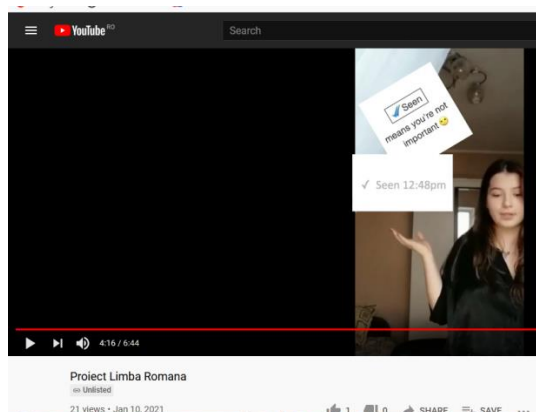 YouTube RO
Search
Seen
means you're not
important
✓ Seen 12:48pm
4:16 / 6:44
Proiect Limba Romana
Unlisted
21 views • Jan 10, 2021
1
0
SHARE
SAVE